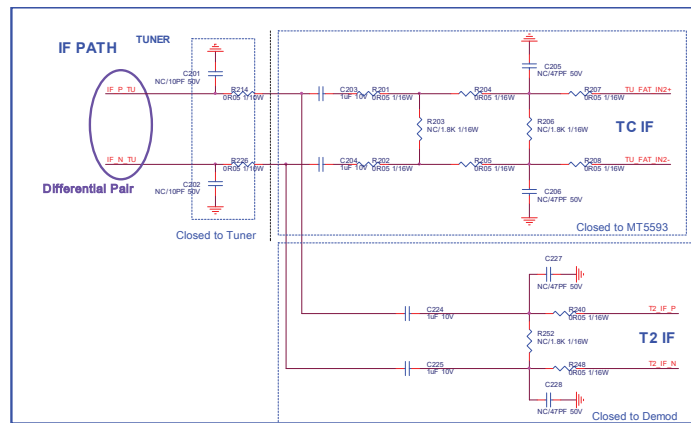 IF PATH
TUNER
C201
NC/10PF 50V
IF_P_TU
R214
0R05 1/10W
C203
1uF 10V
R201
0R05 1/16W
R204
0R05 1/16W
C205
NC/47PF 50V
R207
0R05 1/16W
TU_FAT_IN2+
R203
NC/1.8K 1/16W
R206
NC/1.8K 1/16W
TC IF
IF_N_TU
R226
0R05 1/10W
C204
1uF 10V
R202
0R05 1/16W
R205
0R05 1/16W
R208
0R05 1/16W
TU_FAT_IN2-
Differential Pair
C202
NC/10PF 50V
C206
NC/47PF 50V
Closed to Tuner
Closed to MT5593
C227
NC/47PF 50V
C224
1uF 10V
R240
0R05 1/16W
T2_IF_P
R252
NC/1.8K 1/16W
T2 IF
C225
1uF 10V
R248
0R05 1/16W
T2_IF_N
C228
NC/47PF 50V
Closed to Demod